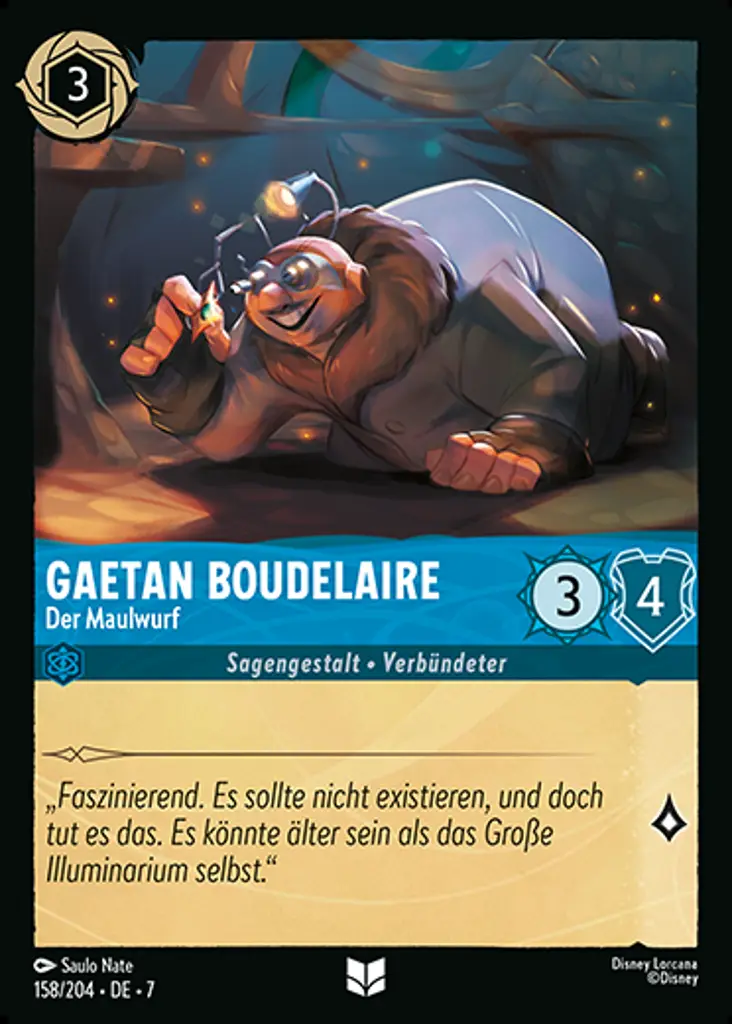 3
GAETAN BOUDELAIRE
Der Maulwurf
3
4
Sagengestalt • Verbündeter
„Faszinierend. Es sollte nicht existieren, und doch
tut es das. Es könnte älter sein als das Große
Illuminarium selbst.“
Saulo Nate
158/204 • DE • 7
Disney Lorcana
©Disney